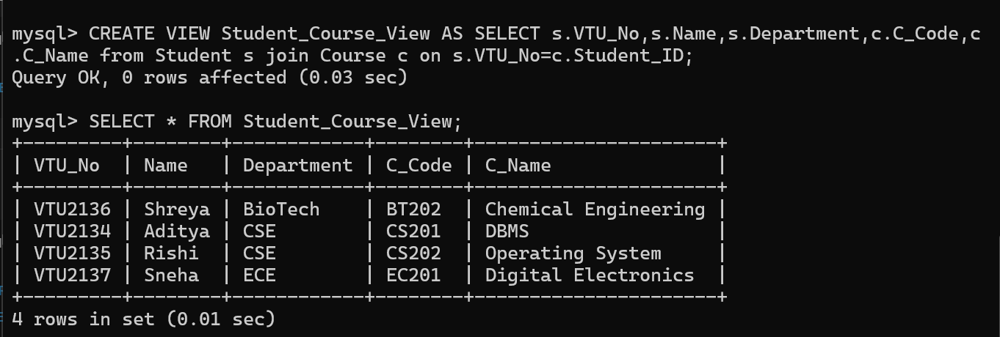 mysql> CREATE VIEW Student_Course_View AS SELECT s.VTU_No,s.Name,s.Department,c.C_Code,c
.C_Name from Student s join Course c on s.VTU_No=c.Student_ID;
Query OK, 0 rows affected (0.03 sec)

mysql> SELECT * FROM Student_Course_View;
+---------+--------+------------+--------+----------------------+
| VTU_No  | Name   | Department | C_Code | C_Name               |
+---------+--------+------------+--------+----------------------+
| VTU2136 | Shreya | BioTech    | BT202  | Chemical Engineering |
| VTU2134 | Aditya | CSE        | CS201  | DBMS                 |
| VTU2135 | Rishi  | CSE        | CS202  | Operating System     |
| VTU2137 | Sneha  | ECE        | EC201  | Digital Electronics  |
+---------+--------+------------+--------+----------------------+
4 rows in set (0.01 sec)